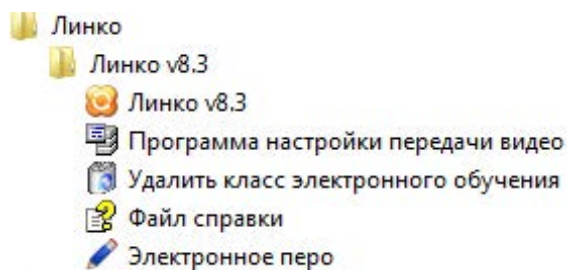 Линко
Линко v8.3
Линко v8.3
Программа настройки передачи видео
Удалить класс электронного обучения
Файл справки
Электронное перо